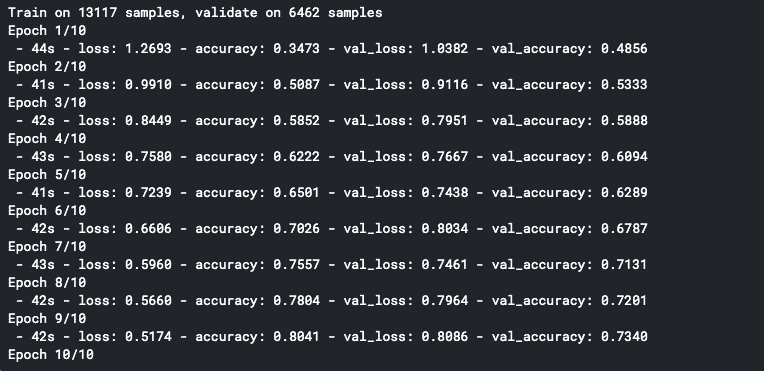 Train on 13117 samples, validate on 6462 samples
Epoch 1/10
 - 44s - loss: 1.2693 - accuracy: 0.3473 - val_loss: 1.0382 - val_accuracy: 0.4856
Epoch 2/10
 - 41s - loss: 0.9910 - accuracy: 0.5087 - val_loss: 0.9116 - val_accuracy: 0.5333
Epoch 3/10
 - 42s - loss: 0.8449 - accuracy: 0.5852 - val_loss: 0.7951 - val_accuracy: 0.5888
Epoch 4/10
 - 43s - loss: 0.7580 - accuracy: 0.6222 - val_loss: 0.7667 - val_accuracy: 0.6094
Epoch 5/10
 - 41s - loss: 0.7239 - accuracy: 0.6501 - val_loss: 0.7438 - val_accuracy: 0.6289
Epoch 6/10
 - 42s - loss: 0.6606 - accuracy: 0.7026 - val_loss: 0.8034 - val_accuracy: 0.6787
Epoch 7/10
 - 43s - loss: 0.5960 - accuracy: 0.7557 - val_loss: 0.7461 - val_accuracy: 0.7131
Epoch 8/10
 - 42s - loss: 0.5660 - accuracy: 0.7804 - val_loss: 0.7964 - val_accuracy: 0.7201
Epoch 9/10
 - 42s - loss: 0.5174 - accuracy: 0.8041 - val_loss: 0.8086 - val_accuracy: 0.7340
Epoch 10/10